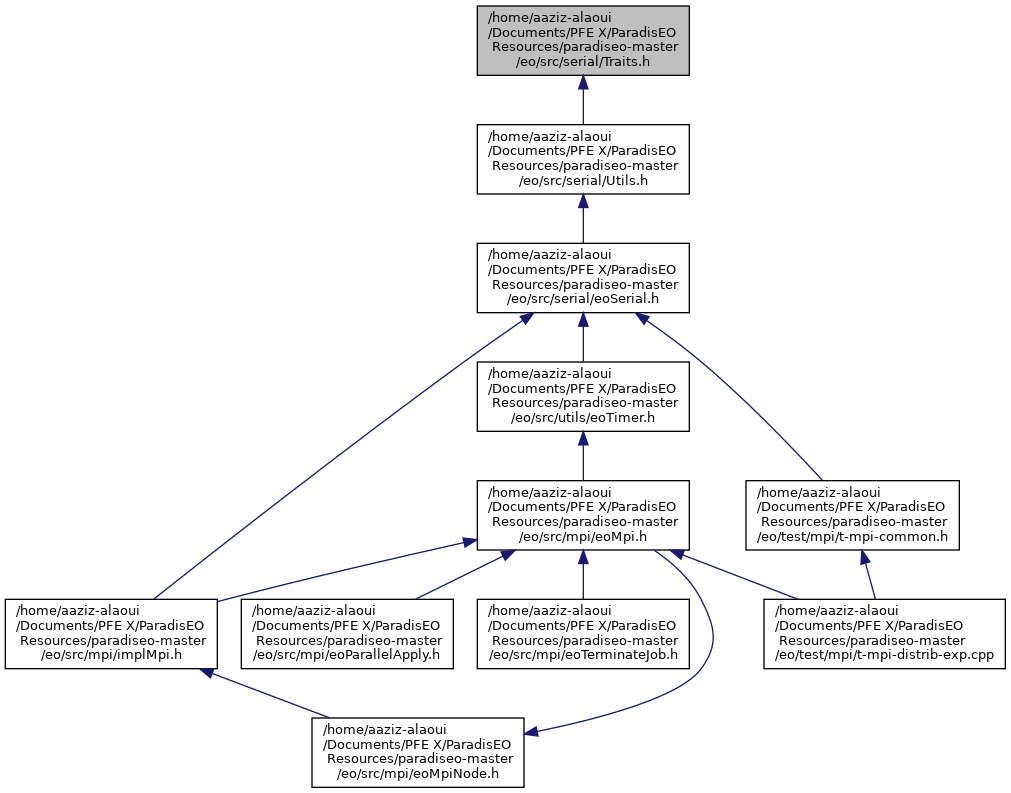 /home/aaziz-alaoui
/Documents/PFE X/ParadisEO
Resources/paradiseo-master
/eo/src/serial/Traits.h
/home/aaziz-alaoui
/Documents/PFE X/ParadisEO
Resources/paradiseo-master
/eo/src/serial/Utils.h
/home/aaziz-alaoui
/Documents/PFE X/ParadisEO
Resources/paradiseo-master
/eo/src/serial/eoSerial.h
/home/aaziz-alaoui
/Documents/PFE X/ParadisEO
Resources/paradiseo-master
/eo/src/utils/eoTimer.h
/home/aaziz-alaoui
/Documents/PFE X/ParadisEO
Resources/paradiseo-master
/eo/src/mpi/eoMpi.h
/home/aaziz-alaoui
/Documents/PFE X/ParadisEO
Resources/paradiseo-master
/eo/test/mpi/t-mpi-common.h
/home/aaziz-alaoui
/Documents/PFE X/ParadisEO
Resources/paradiseo-master
/eo/src/mpi/implMpi.h
/home/aaziz-alaoui
/Documents/PFE X/ParadisEO
Resources/paradiseo-master
/eo/src/mpi/eoParallelApply.h
/home/aaziz-alaoui
/Documents/PFE X/ParadisEO
Resources/paradiseo-master
/eo/src/mpi/eoTerminateJob.h
/home/aaziz-alaoui
/Documents/PFE X/ParadisEO
Resources/paradiseo-master
/eo/test/mpi/t-mpi-distrib-exp.cpp
/home/aaziz-alaoui
/Documents/PFE X/ParadisEO
Resources/paradiseo-master
/eo/src/mpi/eoMpiNode.h